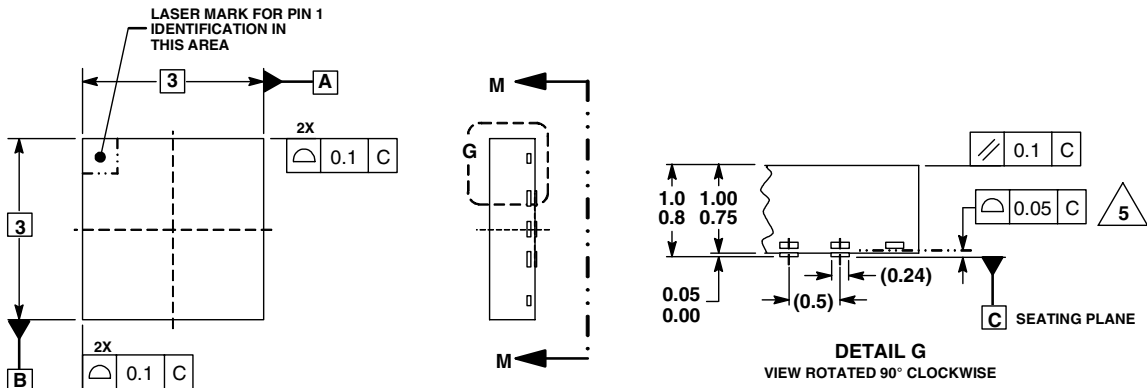 LASER MARK FOR PIN 1
IDENTIFICATION IN
THIS AREA
3
A
M
2X
0.1 C
G
3
0.1 C
1.0
0.8
1.00
0.75
0.05 C
5
(0.24)
0.05
0.00
(0.5)
C SEATING PLANE
2X
0.1 C
B
M
DETAIL G
VIEW ROTATED 90° CLOCKWISE